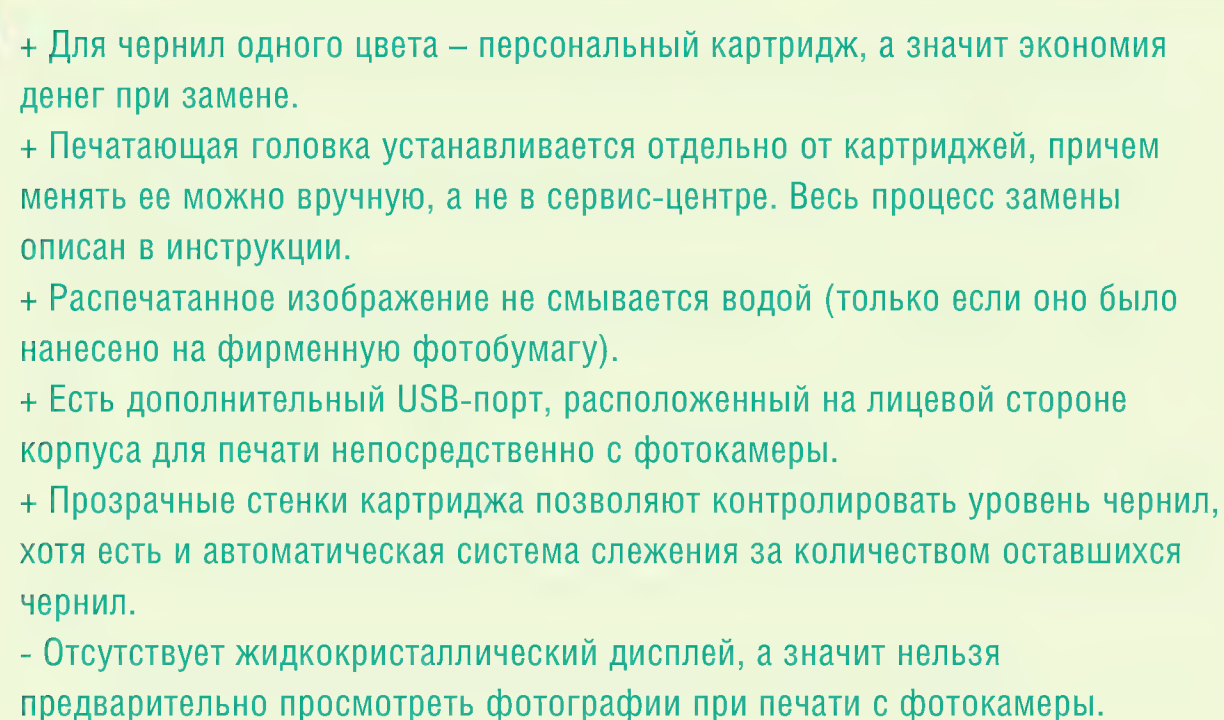 + Для чернил одного цвета – персональный картридж, а значит экономия
денег при замене.
+ Печатающая головка устанавливается отдельно от картриджей, причем
менять ее можно вручную, а не в сервис-центре. Весь процесс замены
описан в инструкции.
+ Распечатанное изображение не смывается водой (только если оно было
нанесено на фирменную фотобумагу).
+ Есть дополнительный USB-порт, расположенный на лицевой стороне
корпуса для печати непосредственно с фотокамеры.
+ Прозрачные стенки картриджа позволяют контролировать уровень чернил,
хотя есть и автоматическая система слежения за количеством оставшихся
чернил.
- Отсутствует жидкокристаллический дисплей, а значит нельзя
предварительно просмотреть фотографии при печати с фотокамеры.